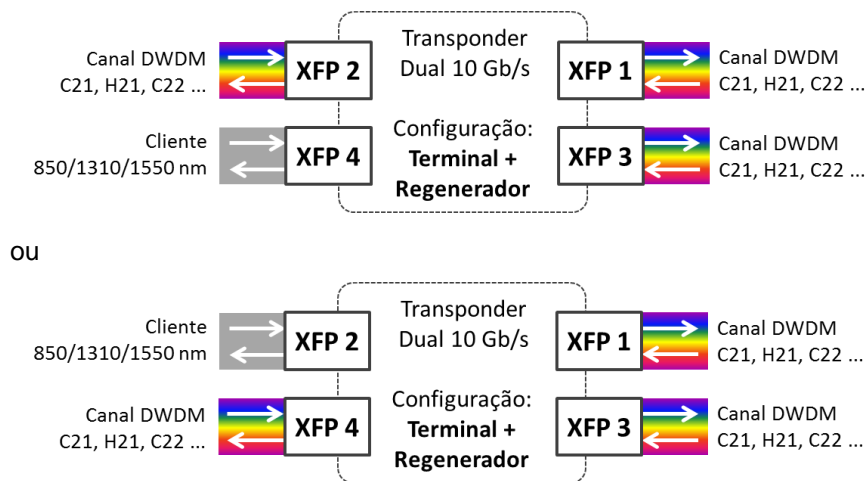 Canal DWDM
C21, H21, C22 ...
XFP 2
Transponder
Dual 10 Gb/s
XFP 1
Canal DWDM
C21, H21, C22 ...
Cliente
850/1310/1550 nm
XFP 4
Configuração:
Terminal +
Regenerador
XFP 3
Canal DWDM
C21, H21, C22 ...
ou
Cliente
850/1310/1550 nm
XFP 2
Transponder
Dual 10 Gb/s
XFP 1
Canal DWDM
C21, H21, C22 ...
Canal DWDM
C21, H21, C22 ...
XFP 4
Configuração:
Terminal +
Regenerador
XFP 3
Canal DWDM
C21, H21, C22 ...